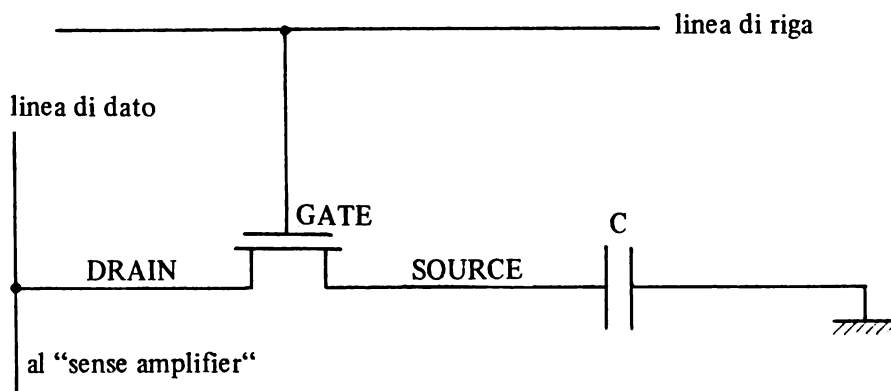 linea di riga
linea di dato
GATE
C
DRAIN
SOURCE
al “sense amplifier“